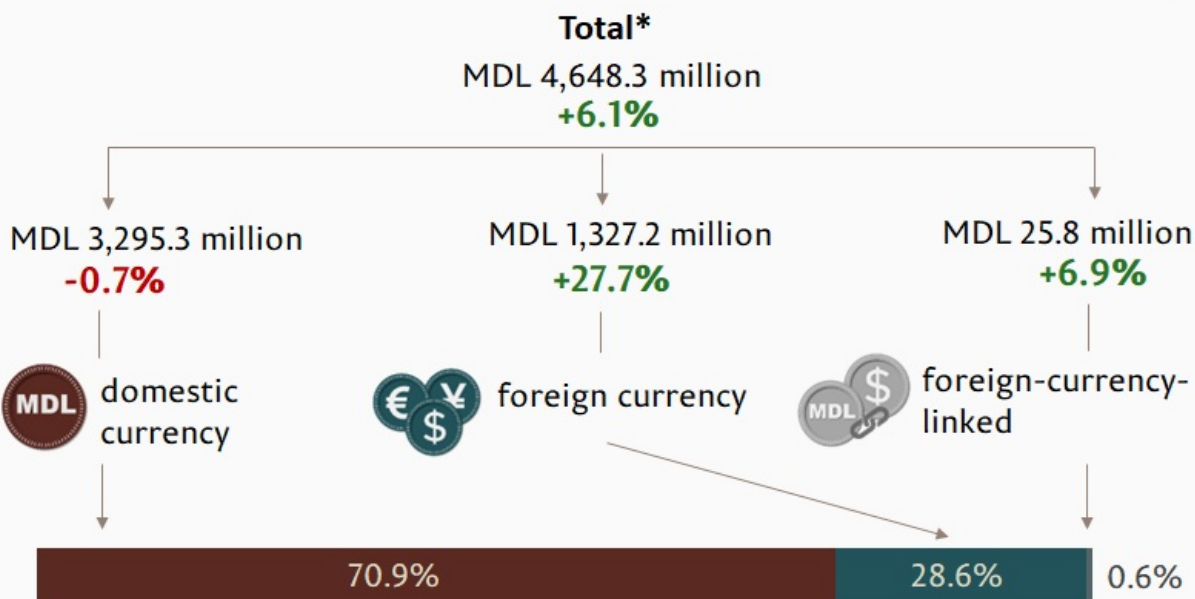 Total*
MDL 4,648.3 million
+6.1%
MDL 3,295.3 million
-0.7%
MDL 1,327.2 million
+27.7%
MDL 25.8 million
+6.9%
MDL
domestic
currency
€ ¥
$
foreign currency
$
MDL
foreign-currency-
linked
70.9%
28.6%
0.6%